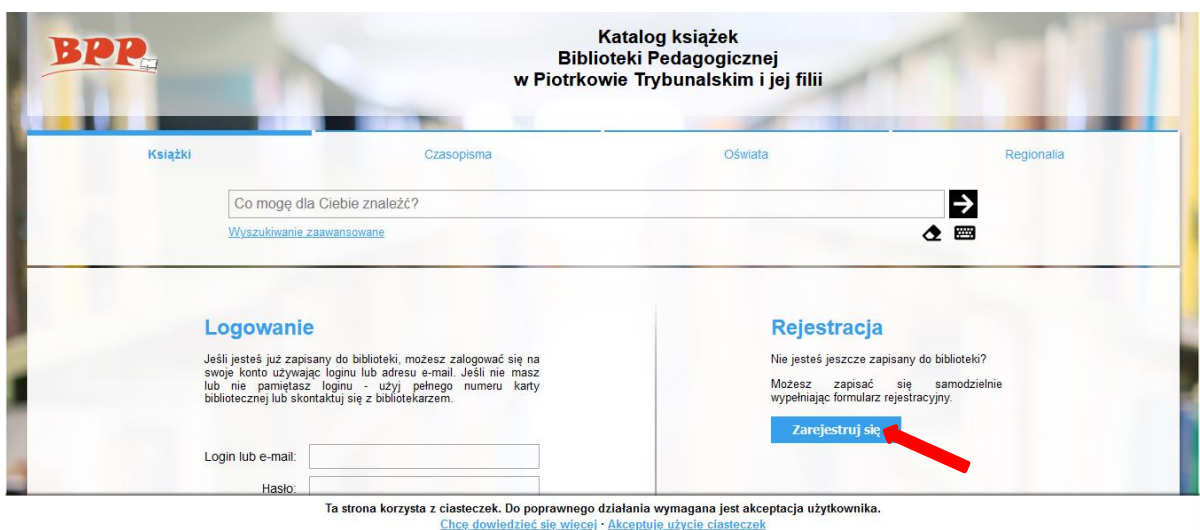 BPP
Katalog książek
Biblioteki Pedagogicznej
w Piotrkowie Trybunalskim i jej filii
Książki
Czasopisma
Oświata
Regionalia
Co mogę dla Ciebie znaleźć?
Wyszukiwanie zaawansowane
Logowanie
Jeśli jesteś już zapisany do biblioteki, możesz zalogować się na
swoje konto używając loginu lub adresu e-mail. Jeśli nie masz
lub nie pamiętasz loginu - użyj pełnego numeru karty
bibliotecznej lub skontaktuj się z bibliotekarzem.
Login lub e-mail:
Hasło:
Rejestracja
Nie jesteś jeszcze zapisany do biblioteki?
Możesz zapisać się samodzielnie
wypełniając formularz rejestracyjny.
Zarejestruj się
Ta strona korzysta z ciasteczek. Do poprawnego działania wymagana jest akceptacja użytkownika.
Chcę dowiedzieć się więcej · Akceptuję użycie ciasteczek